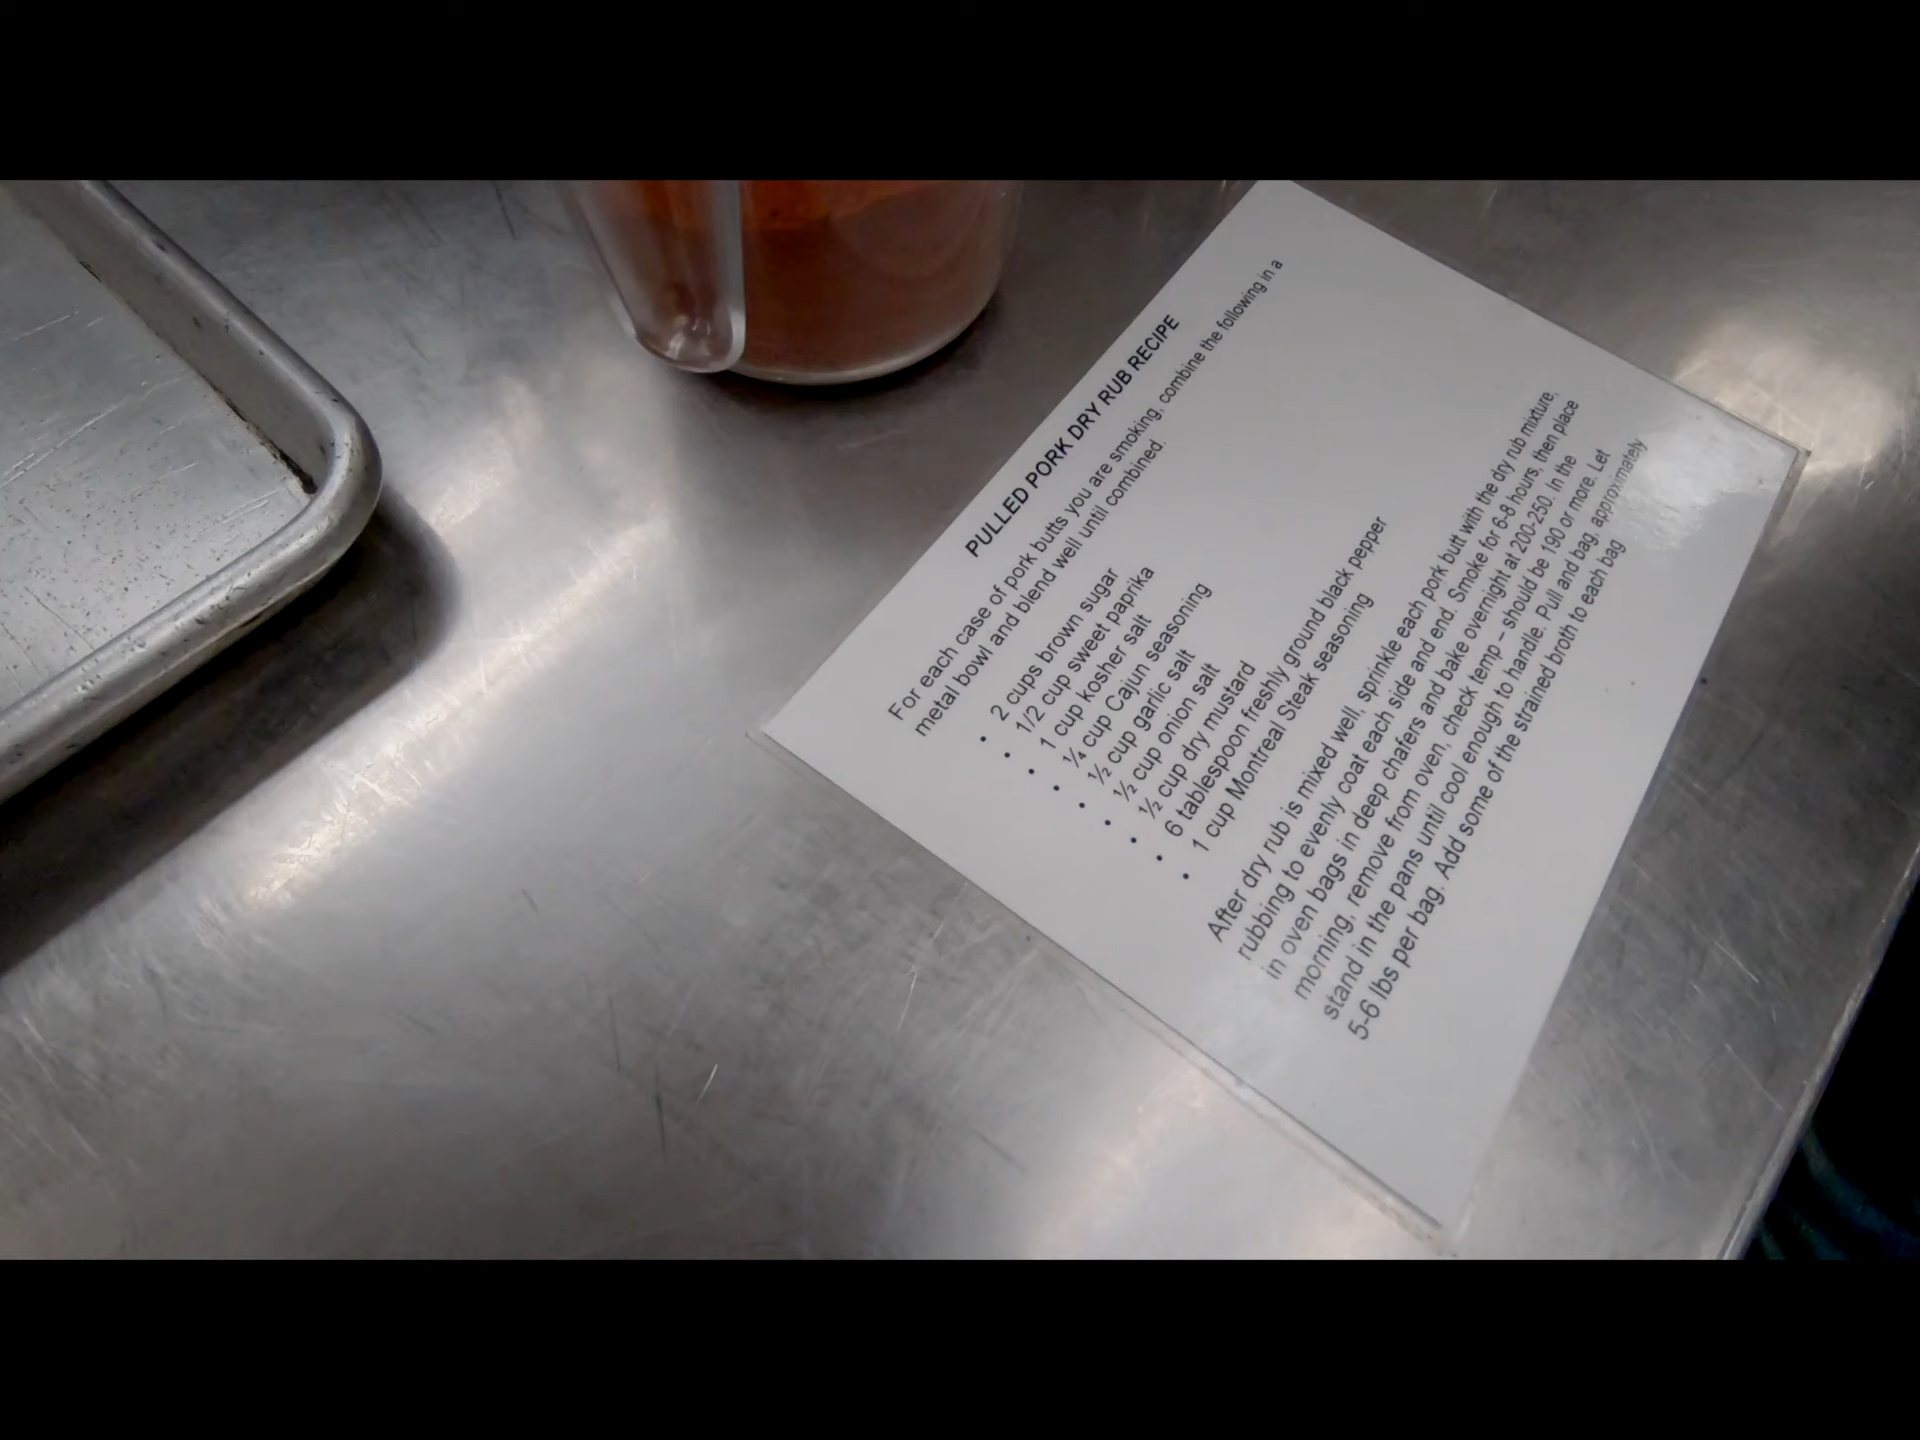 PULLED PORK DRY RUB RECIPE
For each case of pork butts you are smoking, combine the following in a
metal bowl and blend well until combined.
• 2 cups brown sugar
• 1/2 cup sweet paprika
• 1 cup kosher salt
• ¼ cup Cajun seasoning
• ½ cup garlic salt
• ½ cup onion salt
• ½ cup dry mustard
• 6 tablespoon freshly ground black pepper
• 1 cup Montreal Steak seasoning
After dry rub is mixed well, sprinkle each pork butt with the dry rub mixture,
rubbing to evenly coat each side and end. Smoke for 6-8 hours, then place
in oven bags in deep chafers and bake overnight at 200-250. In the
morning, remove from oven, check temp – should be 190 or more. Let
stand in the pans until cool enough to handle. Pull and bag, approximately
5-6 lbs per bag. Add some of the strained broth to each bag